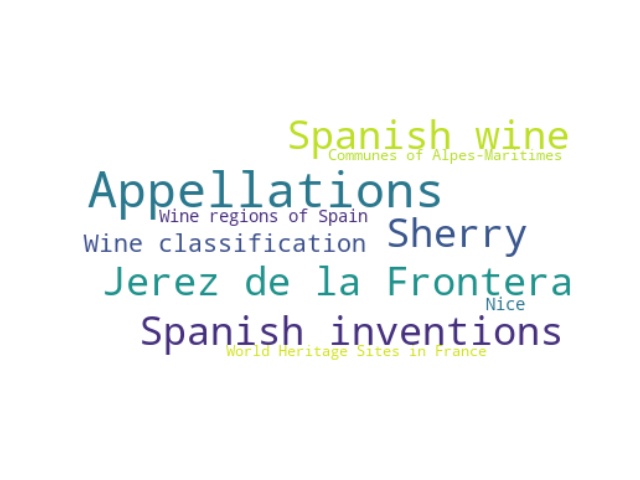 Spanish wine
Communes of Alpes-Maritimes
Appellations
Wine regions of Spain
Sherry
Wine classification
Jerez de la Frontera
Nice
Spanish inventions
World Heritage Sites in France